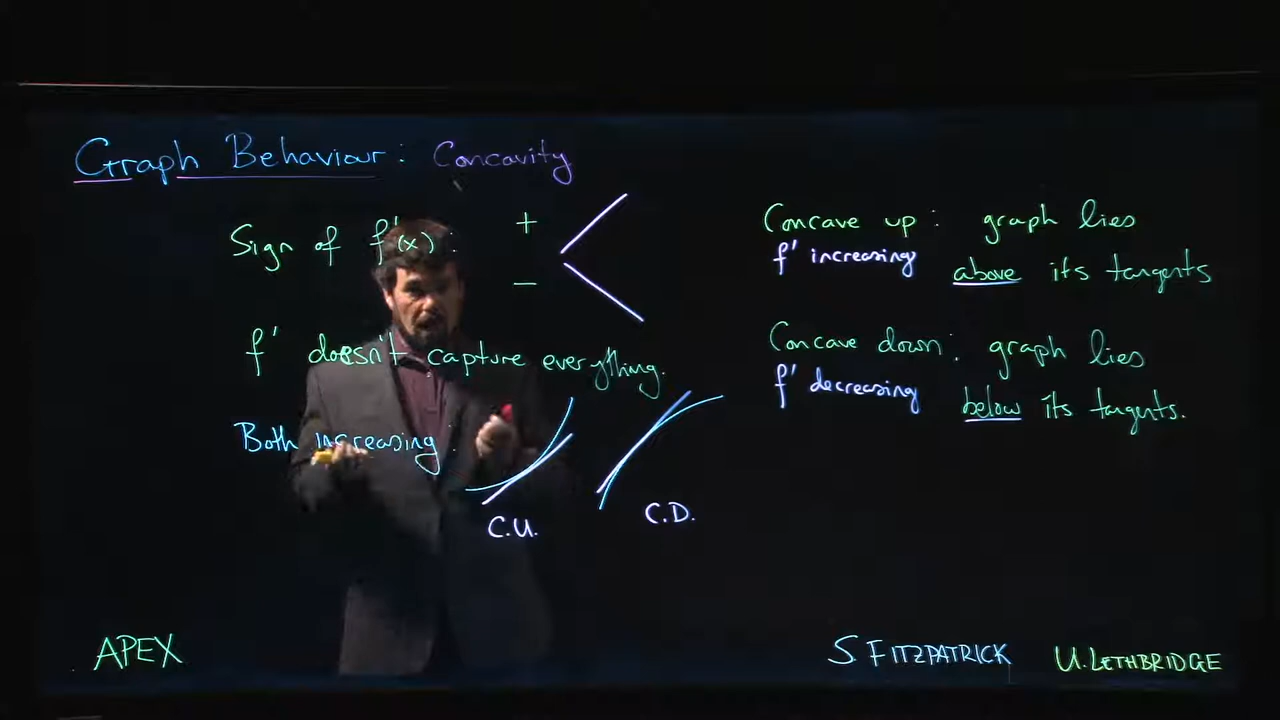 Graph Behaviour: Concavity
Sign of f'(x): + −
f' doesn't capture everything.
Both increasing:
C.U. C.D.
Concave up: graph lies
f' increasing above its tangents
Concave down: graph lies
f' decreasing below its tangents.
APEX
S. FITZPATRICK U. LETHBRIDGE